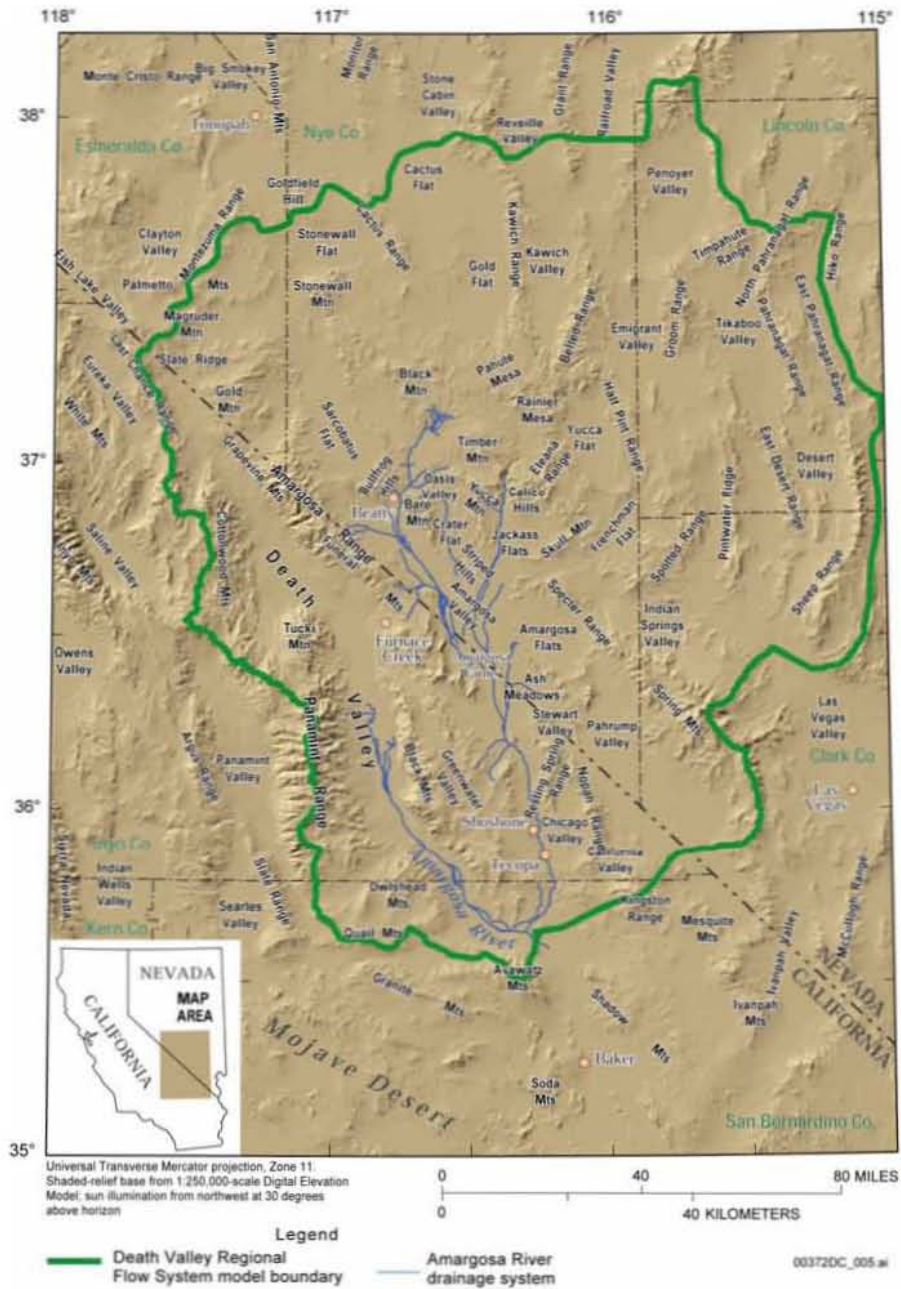 118°
117°
116°
115°
Monte Cristo Range
Big Smokey
Valley
San Antonio Mts
Monitor
Range
Stone
Cabin
Valley
Grant Range
Railroad Valley
Reveille
Valley
38°
Tonopah
Nye Co
Esmeralda Co
Lincoln Co.
Cactus
Flat
Penoyer
Valley
Goldfield
Hill
Clayton
Valley
Montezuma Range
Stonewall
Flat
Cactus Range
Kawich Range
Kawich
Valley
Gold
Flat
Timpahute
Range
North Pahranagat Range
Hiko Range
Fish Lake Valley
Palmetto
Mts
Stonewall
Mtn
Magruder
Mtn
Belted Range
Emigrant
Valley
Groom Range
Tikaboo
Valley
Pahranagat Range
East Pahranagat Range
Last Chance Range
Slate Ridge
Eureka Valley
White Mts
Gold
Mtn
Black
Mtn
Pahute
Mesa
Rainier
Mesa
Half Pint Range
Sarcobatus
Flat
Timber
Mtn
Eleana
Range
Yucca
Flat
37°
Grapevine Mts
Bullfrog
Hills
Oasis
Valley
Yucca
Mtn
Calico
Hills
East Desert Range
Desert
Valley
Pintwater Ridge
Beatty
Bare
Mtn
Crater
Flat
Jackass
Flats
Skull Mtn
Frenchman
Flat
Spotted Range
Sheep Range
Amargosa
Range
Funeral
Mts
Cottonwood Mts
Saline Valley
Inyo Mts
Striped
Hills
Death
Valley
Amargosa
Valley
Specter Range
Indian
Springs
Valley
Tucki
Mtn
Furnace
Creek
Amargosa
Farms
Amargosa
Flats
Owens
Valley
Ash
Meadows
Stewart
Valley
Pahrump
Valley
Spring Mts
Las
Vegas
Valley
Clark Co
Las
Vegas
Panamint Range
Argus Range
Panamint
Valley
Black Mts
Greenwater
Valley
Resting Spring
Range
Nopah Range
36°
Shoshone
Chicago
Valley
Tecopa
California
Valley
Inyo Co
Sierra Nevada
Indian
Wells
Valley
Kern Co
Searles
Valley
Slate Range
Owlshead
Mts
Amargosa
River
Quail Mts
Kingston
Range
Mesquite
Mts
Ivanpah Valley
McCullough Range
Avawatz
Mts
Granite
Mts
Shadow
Mts
Ivanpah
Mts
NEVADA
CALIFORNIA
Mojave Desert
Baker
Soda
Mts
San Bernardino Co.
NEVADA
MAP
AREA
CALIFORNIA
35°
Universal Transverse Mercator projection, Zone 11.
Shaded-relief base from 1:250,000-scale Digital Elevation
Model; sun illumination from northwest at 30 degrees
above horizon
0 40 80 MILES
0 40 KILOMETERS
Legend
Death Valley Regional
Flow System model boundary
Amargosa River
drainage system
00372DC_005.ai